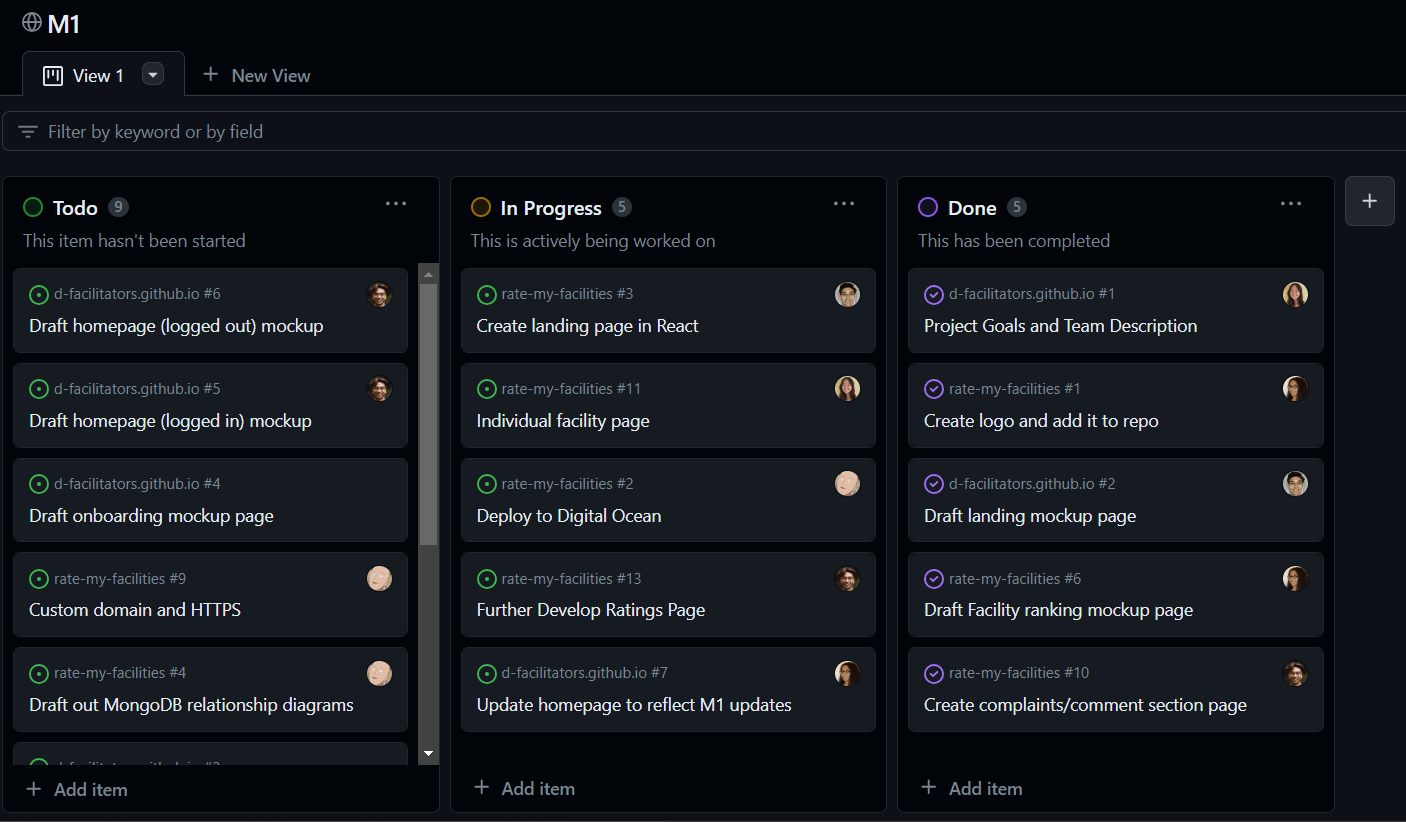 M1
View 1
New View
Filter by keyword or by field
Todo 9
This item hasn't been started
d-facilitators.github.io #6
Draft homepage (logged out) mockup
d-facilitators.github.io #5
Draft homepage (logged in) mockup
d-facilitators.github.io #4
Draft onboarding mockup page
rate-my-facilities #9
Custom domain and HTTPS
rate-my-facilities #4
Draft out MongoDB relationship diagrams
Add item
In Progress 5
This is actively being worked on
rate-my-facilities #3
Create landing page in React
rate-my-facilities #11
Individual facility page
rate-my-facilities #2
Deploy to Digital Ocean
rate-my-facilities #13
Further Develop Ratings Page
d-facilitators.github.io #7
Update homepage to reflect M1 updates
Add item
Done 5
This has been completed
d-facilitators.github.io #1
Project Goals and Team Description
rate-my-facilities #1
Create logo and add it to repo
d-facilitators.github.io #2
Draft landing mockup page
rate-my-facilities #6
Draft Facility ranking mockup page
rate-my-facilities #10
Create complaints/comment section page
Add item